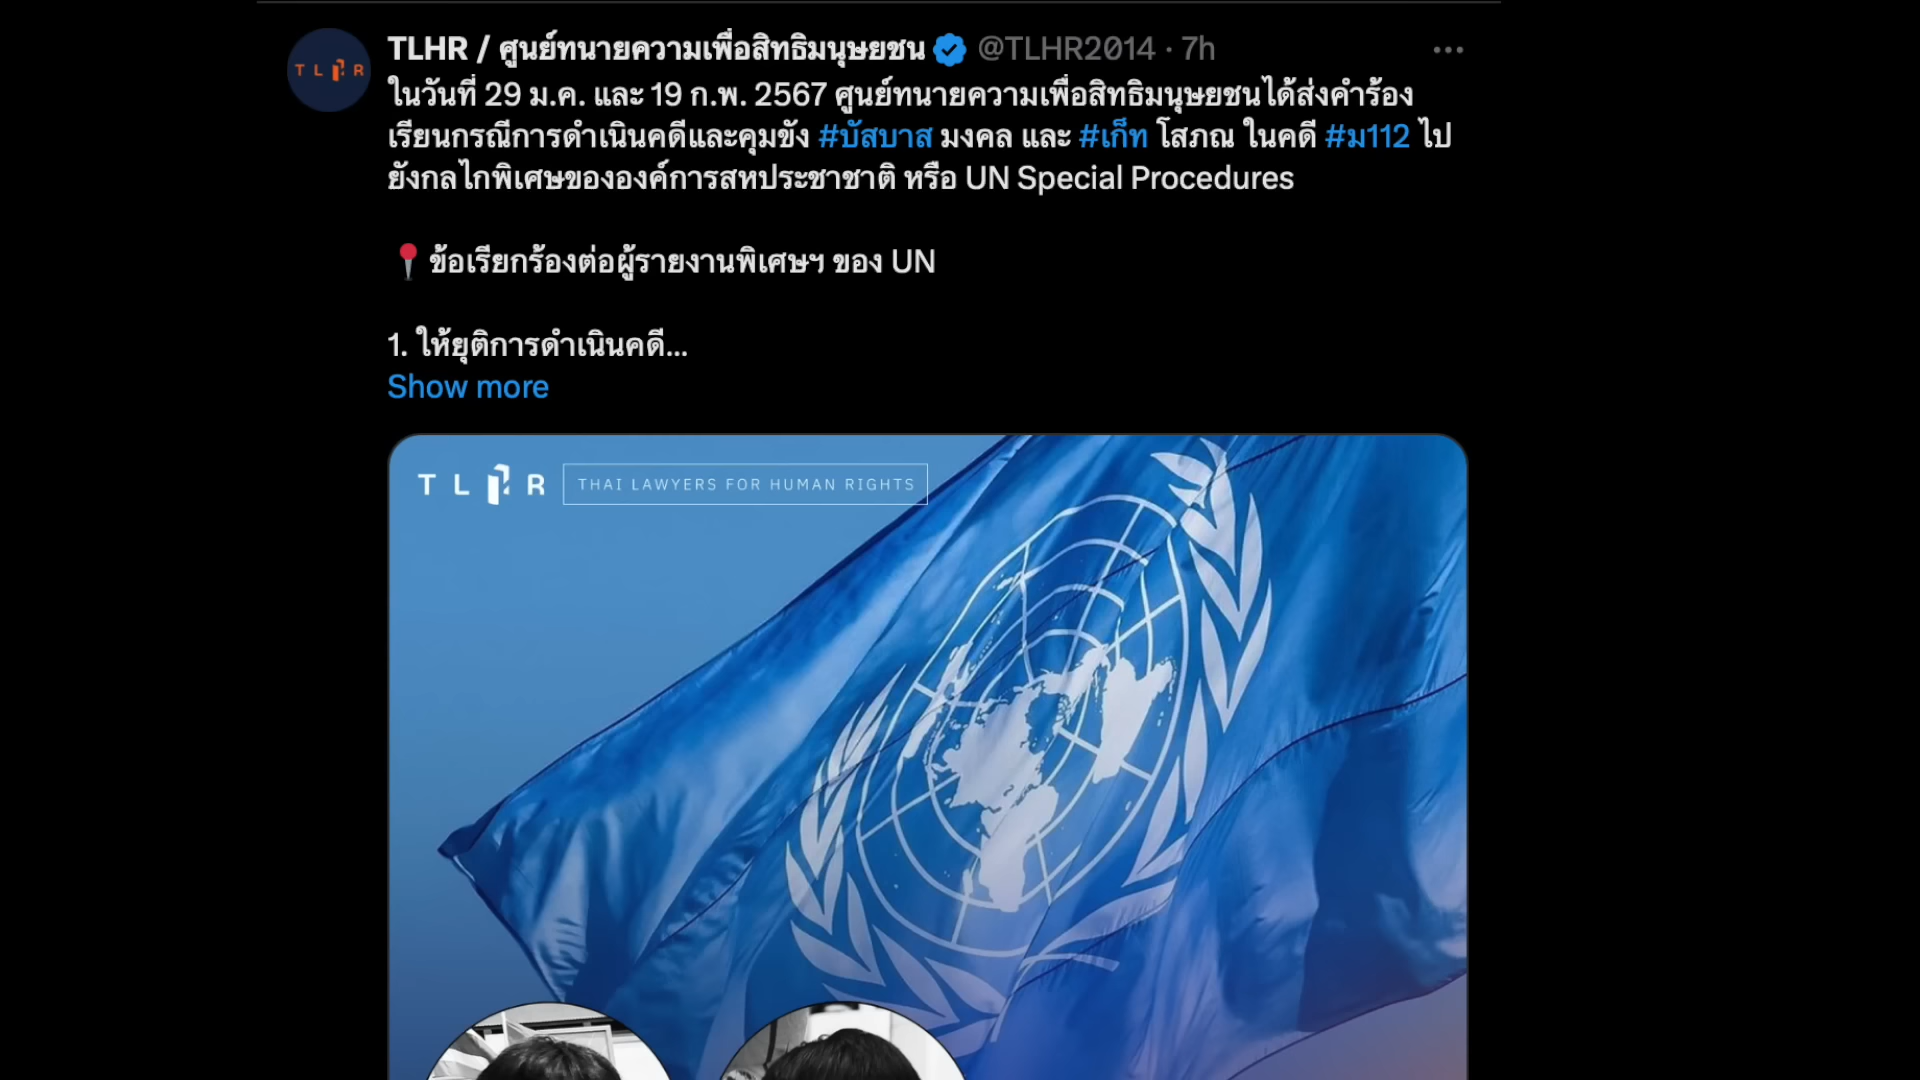 TLHR / ศูนย์ทนายความเพื่อสิทธิมนุษยชน @TLHR2014 · 7h
ในวันที่ 29 ม.ค. และ 19 ก.พ. 2567 ศูนย์ทนายความเพื่อสิทธิมนุษยชนได้ส่งคำร้อง
เรียนกรณีการดำเนินคดีและคุมขัง #บัสบาส มงคล และ #เก็ท โสภณ ในคดี #ม112 ไป
ยังกลไกพิเศษขององค์การสหประชาชาติ หรือ UN Special Procedures
📍ข้อเรียกร้องต่อผู้รายงานพิเศษฯ ของ UN
1. ให้ยุติการดำเนินคดี...
Show more
TLHR THAI LAWYERS FOR HUMAN RIGHTS